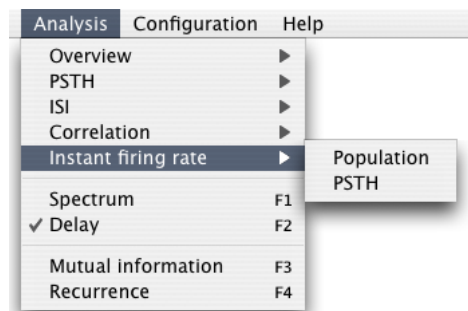 Analysis Configuration Help
Overview
PSTH
ISI
Correlation
Instant firing rate
Population
PSTH
Spectrum F1
✓ Delay F2
Mutual information F3
Recurrence F4